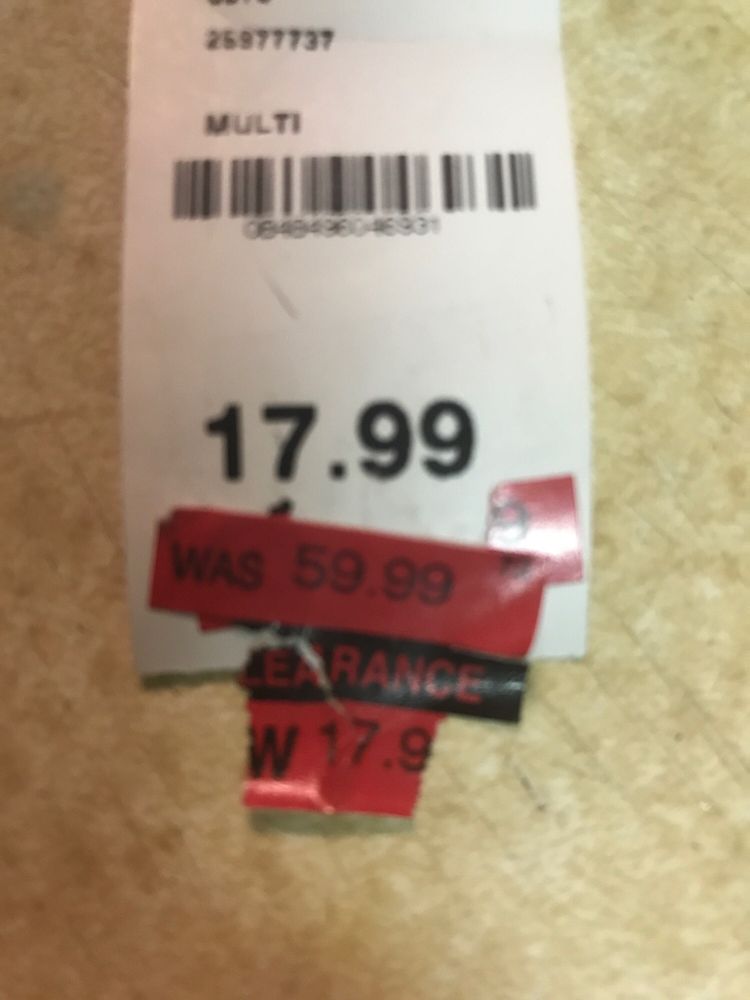 25977737
MULTI
17.99
WAS 59.99
LEARANCE
W 17.9